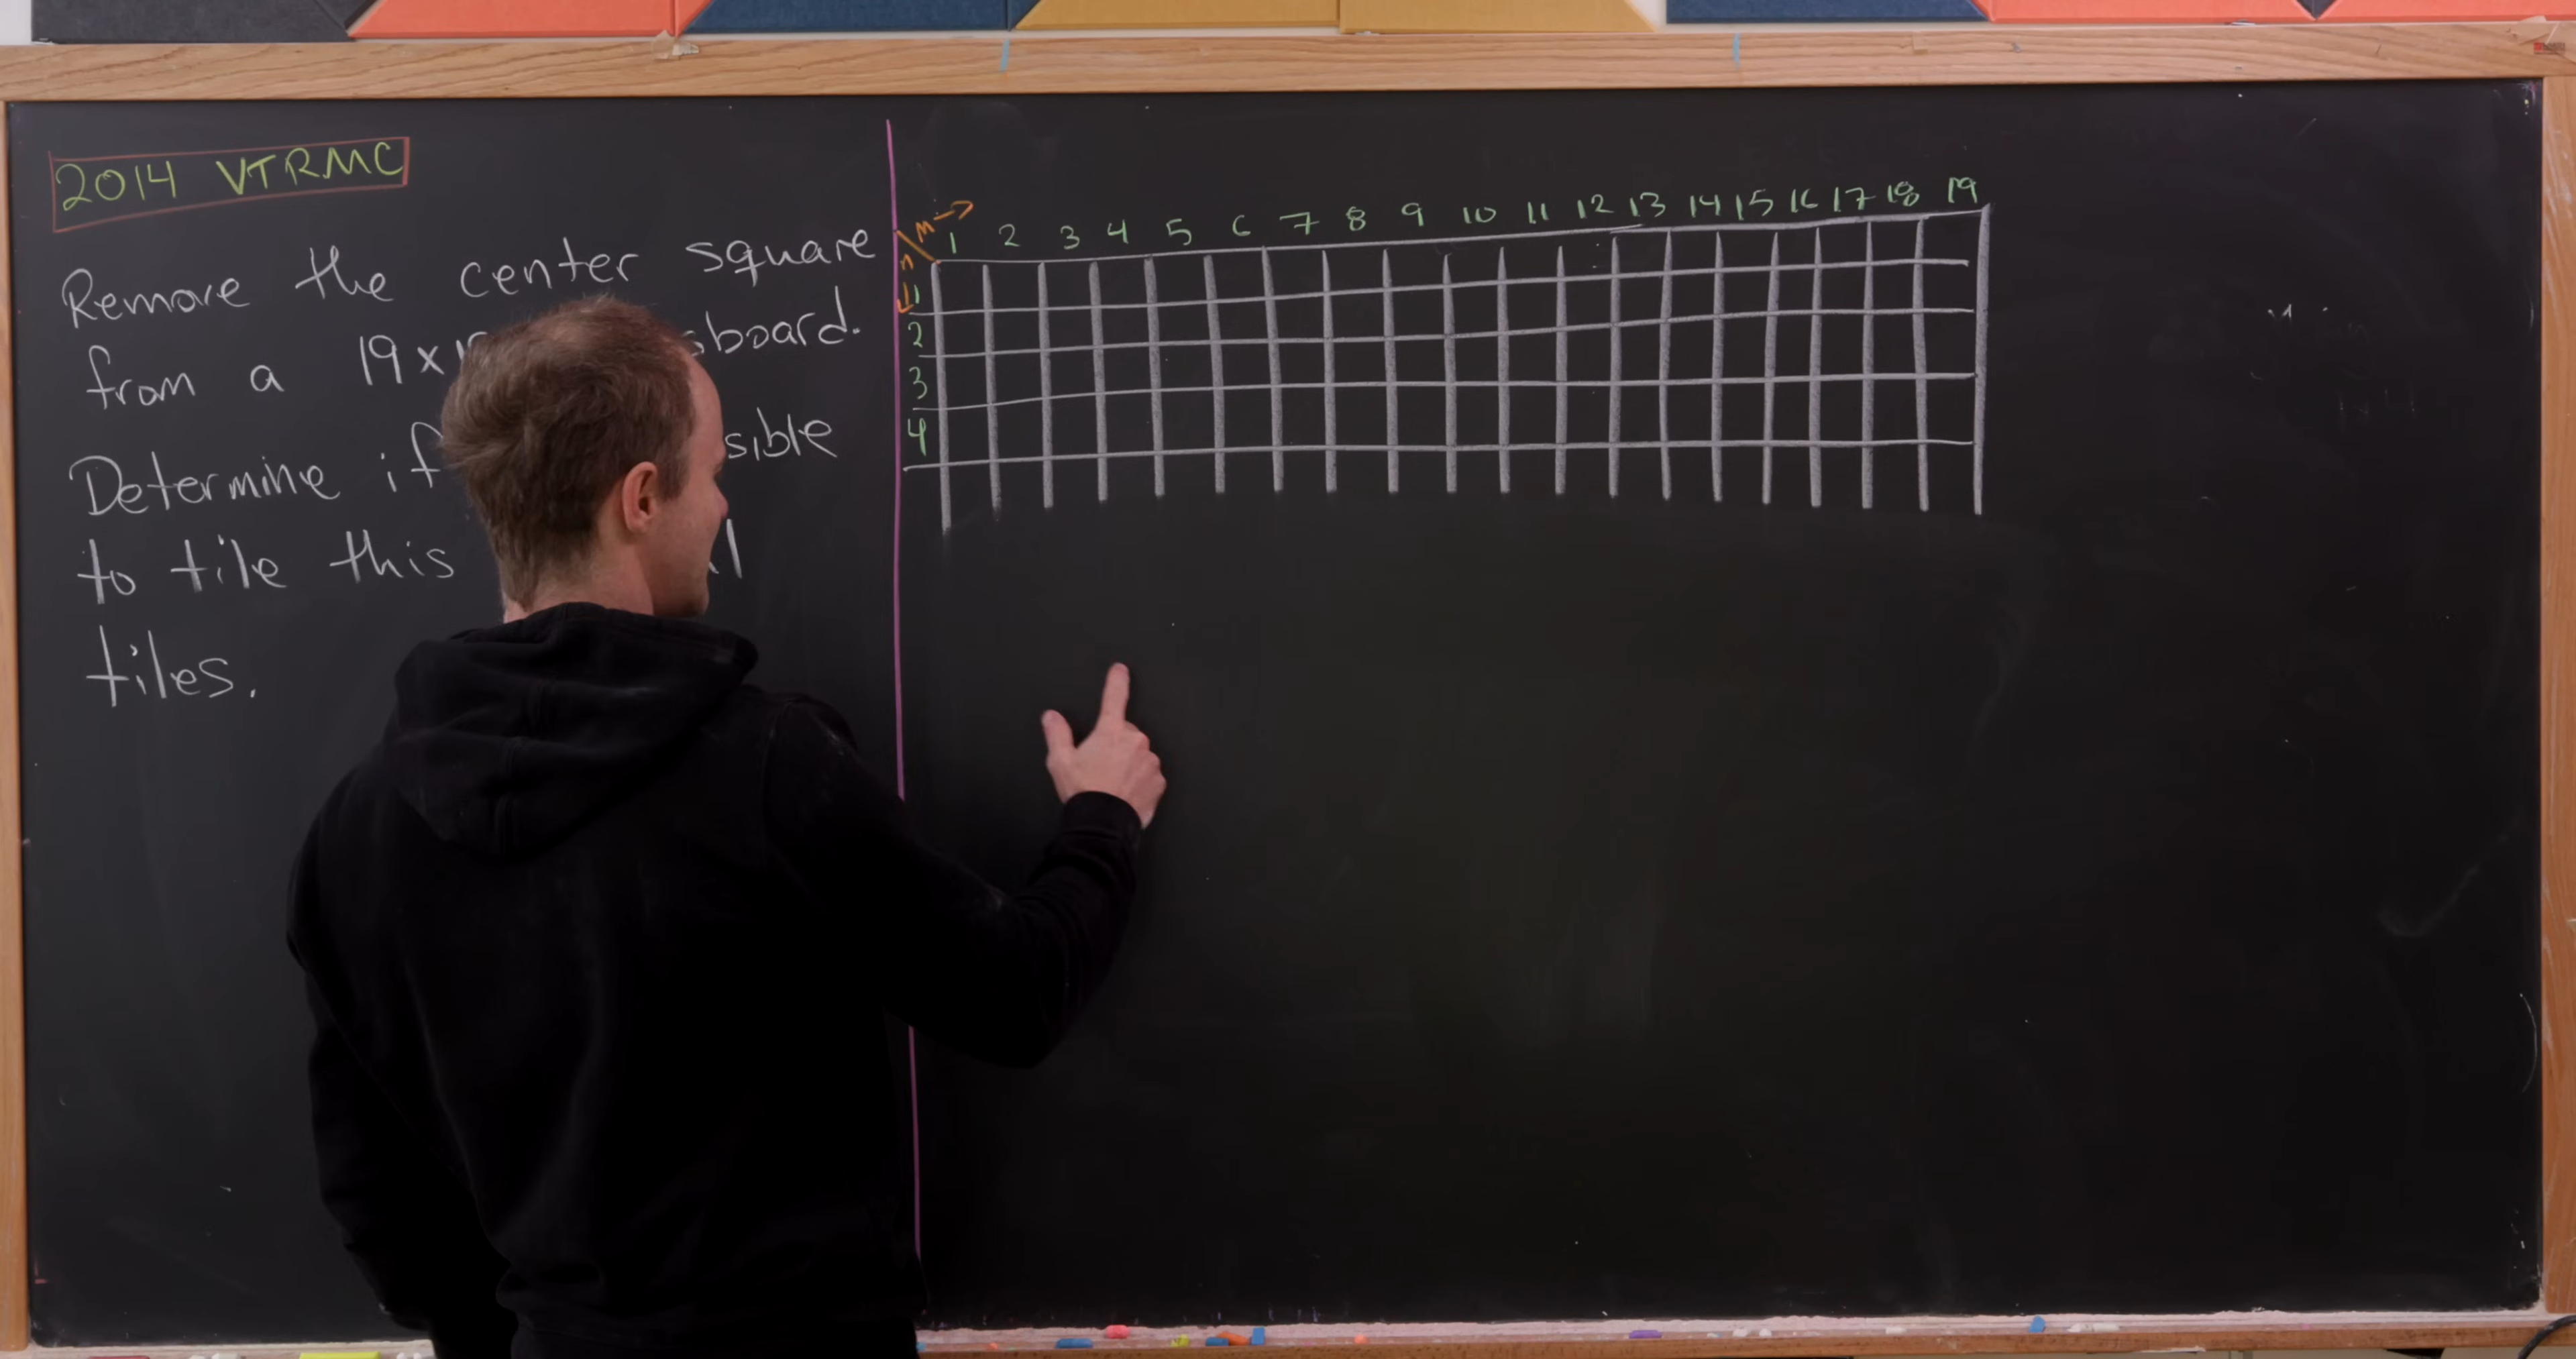 2014 VTRMC
Remove the center square
from a 19×
board.
Determine if
to tile this
tiles.
m →
1 2 3 4 5 6 7 8 9 10 11 12 13 14 15 16 17 18 19
n ↓
1
2
3
4